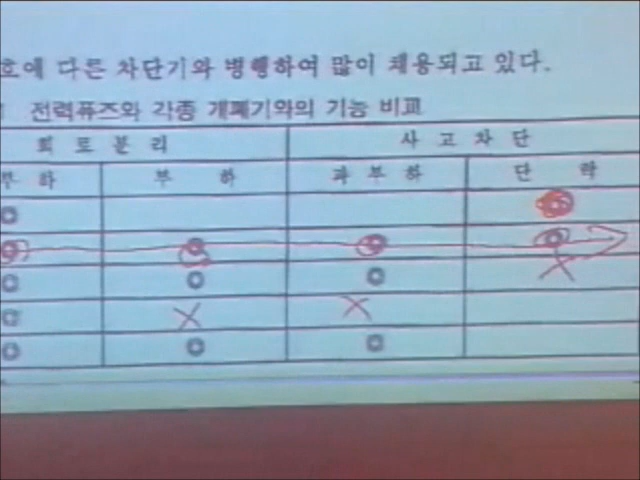 호에 다른 차단기와 병행하여 많이 채용되고 있다.
전력퓨즈와 각종 개폐기와의 기능 비교
회 로 분 리 사 고 차 단
부 하 부 하 과 부 하 단 락
◎
◎ ◎ ◎ ◎
◎ ◎ ◎ X
◎ X X
◎ ◎ ◎